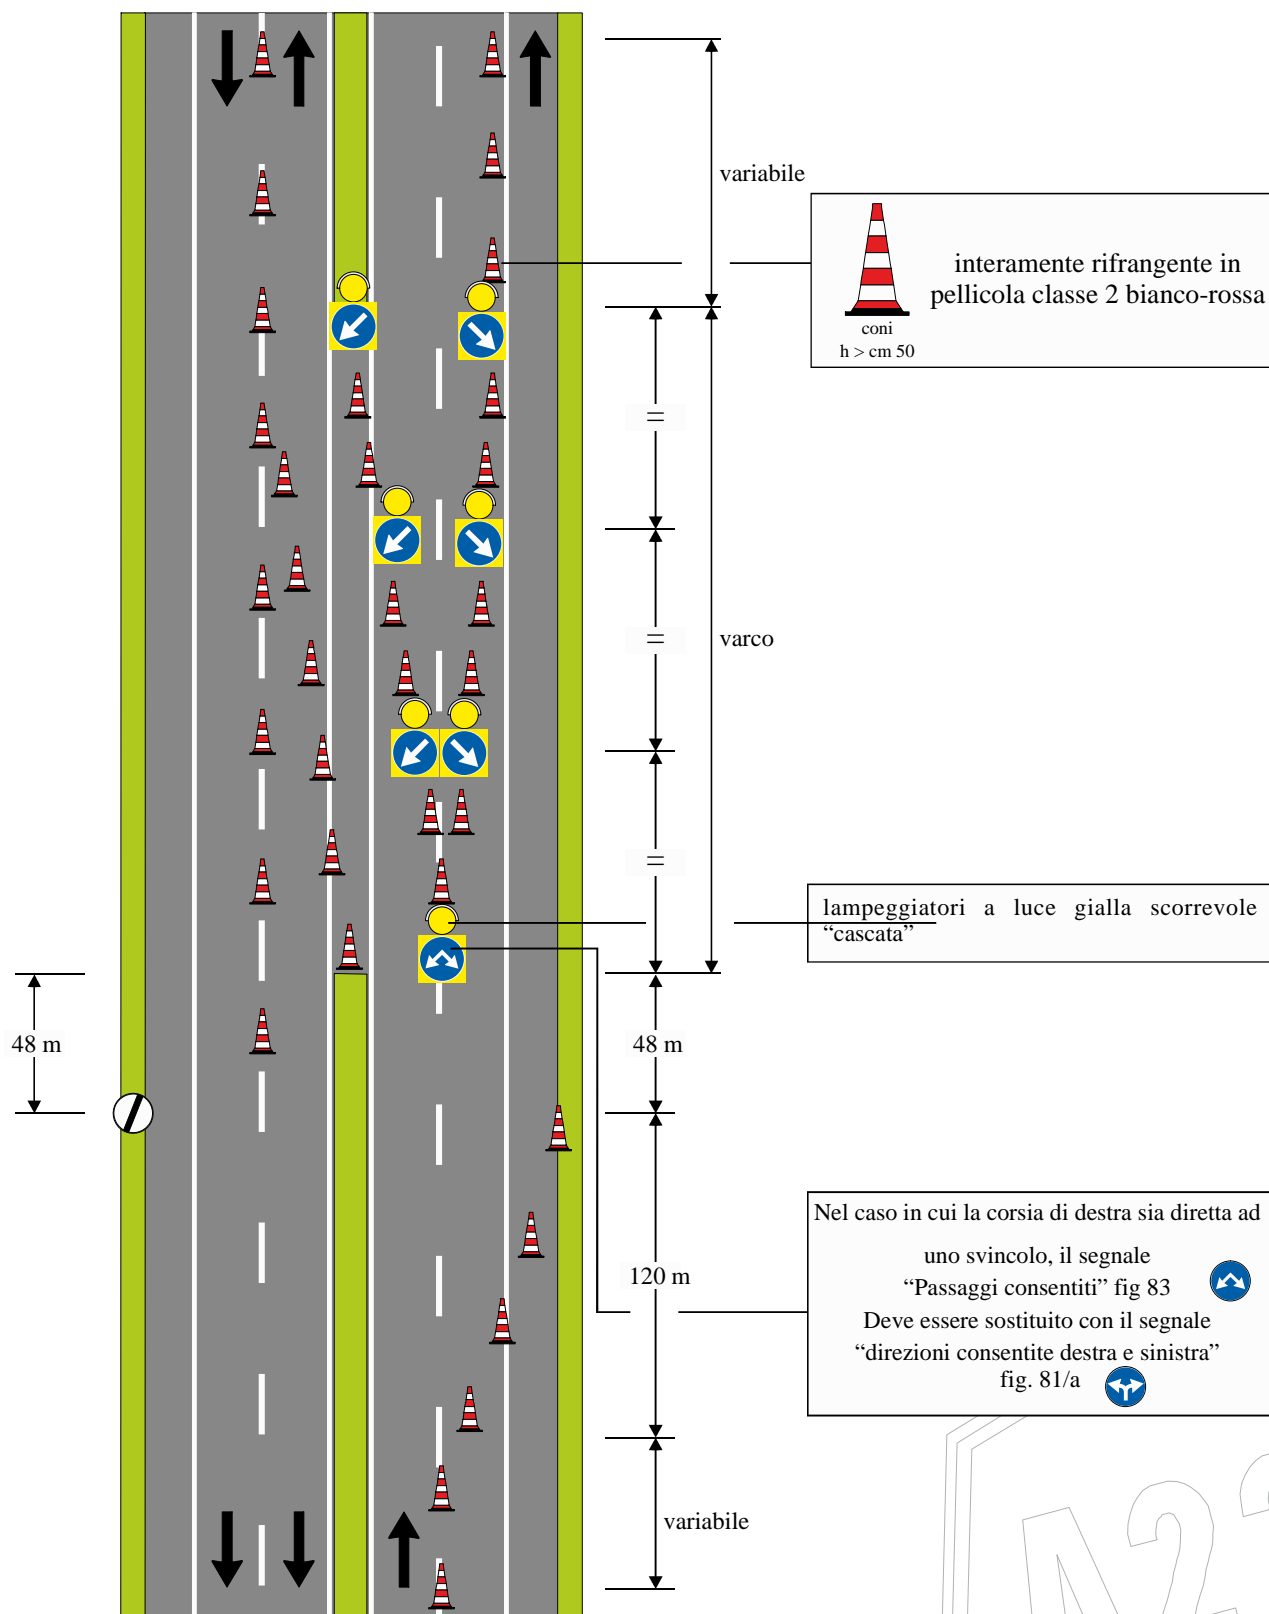 variabile
interamente rifrangente in
pellicola classe 2 bianco-rossa
coni
h > cm 50
=
=
varco
=
lampeggiatori a luce gialla scorrevole
“cascata”
48 m
48 m
Nel caso in cui la corsia di destra sia diretta ad
uno svincolo, il segnale
“Passaggi consentiti” fig 83
Deve essere sostituito con il segnale
“direzioni consentite destra e sinistra”
fig. 81/a
120 m
variabile
A22